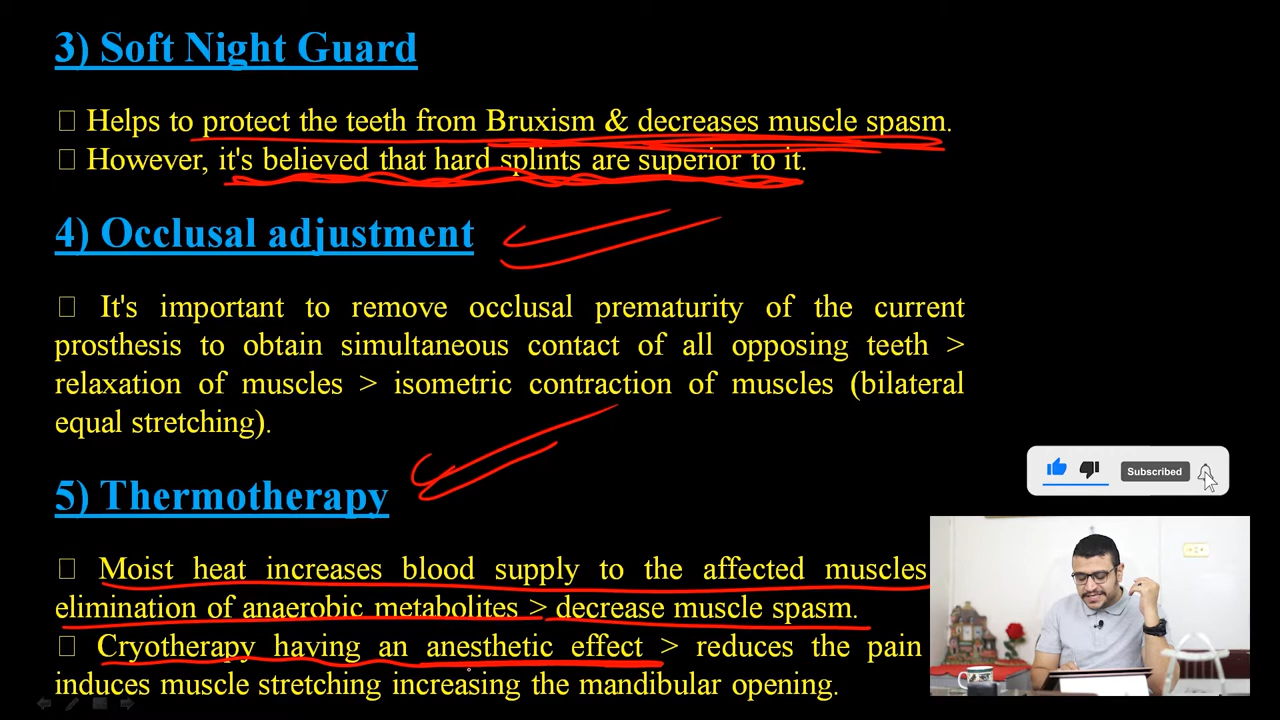 3) Soft Night Guard
Helps to protect the teeth from Bruxism & decreases muscle spasm.
However, it's believed that hard splints are superior to it.
4) Occlusal adjustment
It's important to remove occlusal prematurity of the current
prosthesis to obtain simultaneous contact of all opposing teeth >
relaxation of muscles > isometric contraction of muscles (bilateral
equal stretching).
5) Thermotherapy
Moist heat increases blood supply to the affected muscles
elimination of anaerobic metabolites > decrease muscle spasm.
Cryotherapy having an anesthetic effect > reduces the pain
induces muscle stretching increasing the mandibular opening.
Subscribed